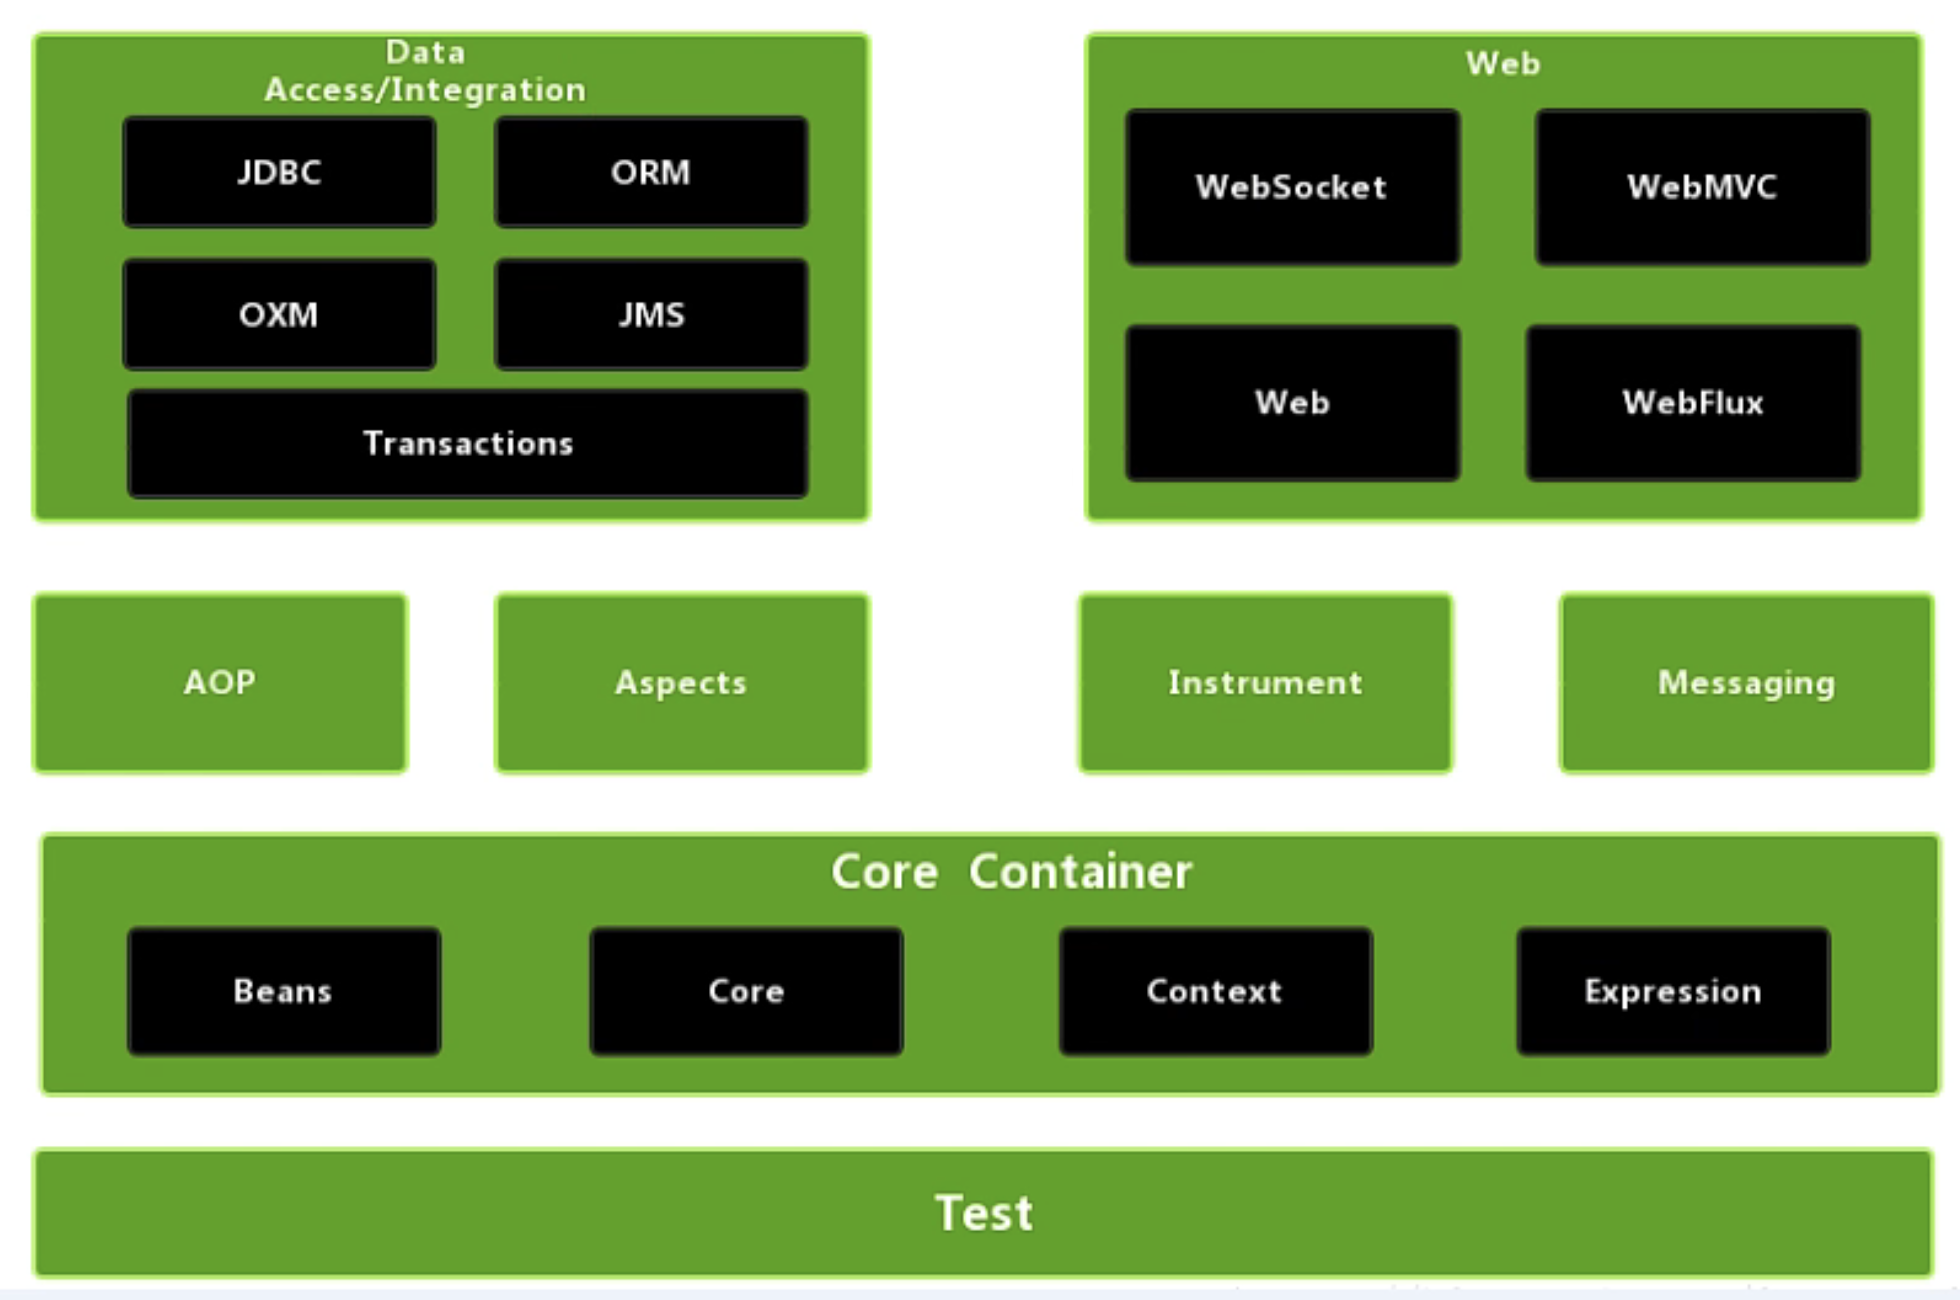 Data
Access/Integration
JDBC
ORM
OXM
JMS
Transactions
Web
WebSocket
WebMVC
Web
WebFlux
AOP
Aspects
Instrument
Messaging
Core Container
Beans
Core
Context
Expression
Test